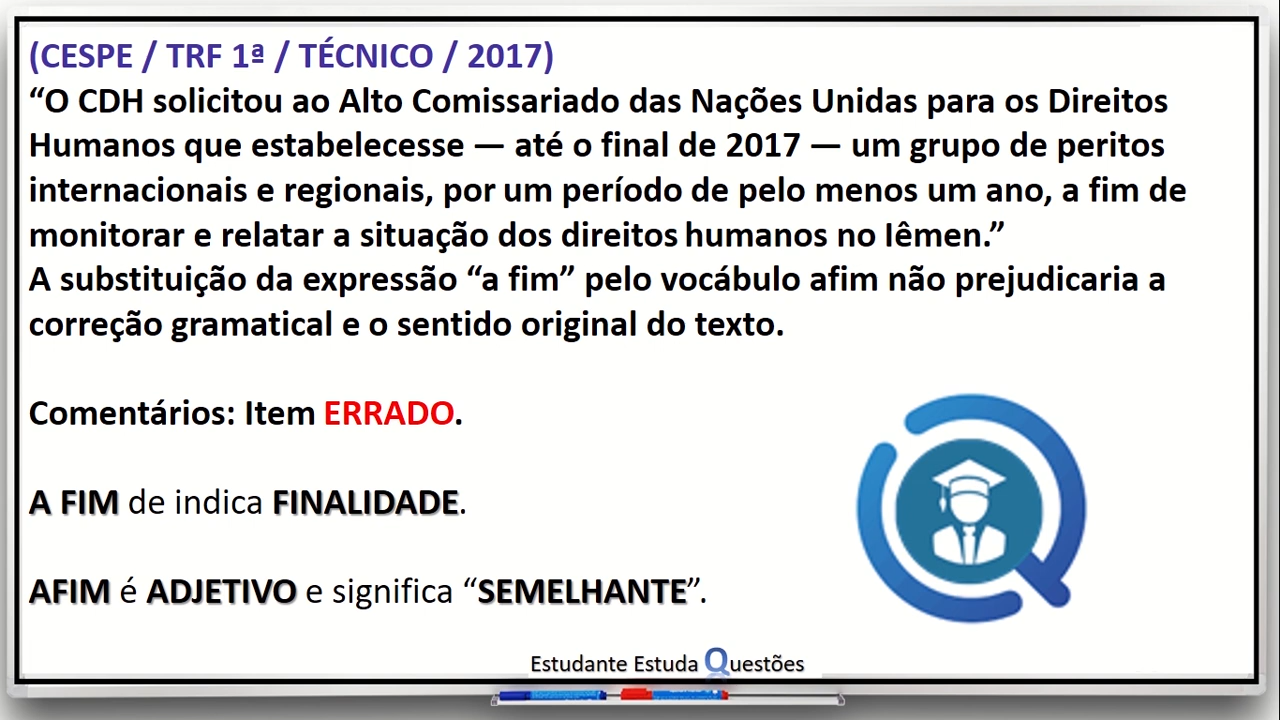 (CESPE / TRF 1ª / TÉCNICO / 2017)
“O CDH solicitou ao Alto Comissariado das Nações Unidas para os Direitos
Humanos que estabelecesse — até o final de 2017 — um grupo de peritos
internacionais e regionais, por um período de pelo menos um ano, a fim de
monitorar e relatar a situação dos direitos humanos no Iêmen.”
A substituição da expressão “a fim” pelo vocábulo afim não prejudicaria a
correção gramatical e o sentido original do texto.
Comentários: Item ERRADO.
A FIM de indica FINALIDADE.
AFIM é ADJETIVO e significa “SEMELHANTE”.
Estudante Estuda Questões